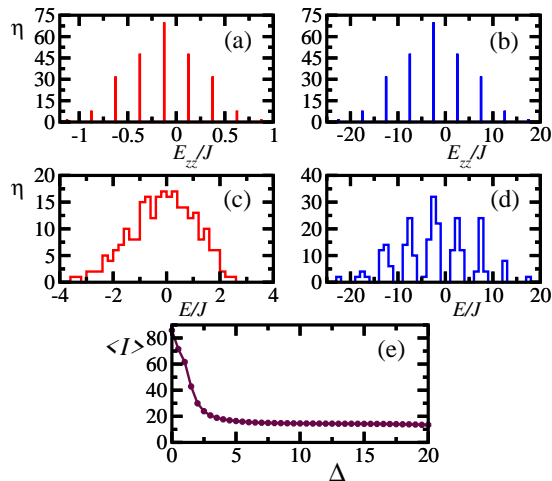 η 75 60 45 30 15 0 (a) -1 -0.5 0 0.5 1 E_zz/J
75 60 45 30 15 0 (b) -20 -10 0 10 20 E_zz/J
η 20 15 10 5 0 (c) -4 -2 0 2 4 E/J
40 30 20 10 0 (d) -20 -10 0 10 20 E/J
<I> 80 60 40 20 0 (e) 0 5 10 15 20
Δ